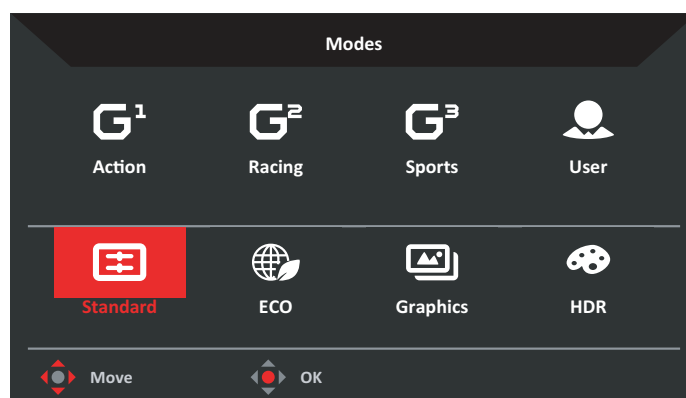 Modes
G¹ G² G³
Action Racing Sports User
Standard ECO Graphics HDR
Move OK